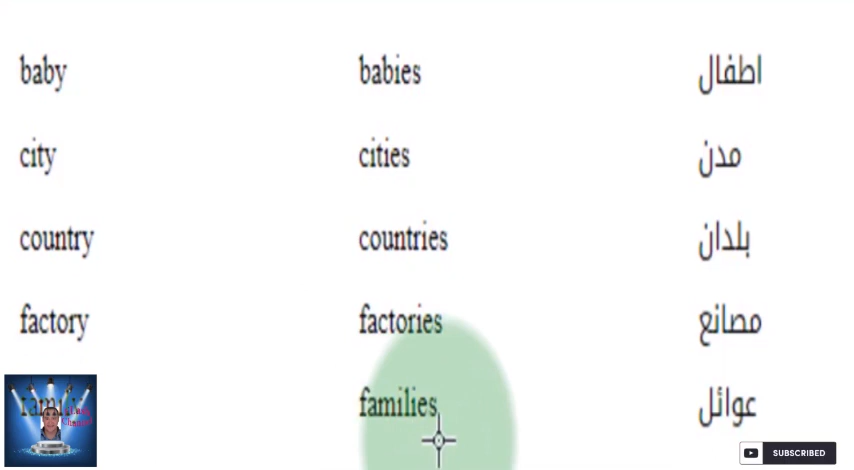 baby babies اطفال
city cities مدن
country countries بلدان
factory factories مصانع
families عوائل
SUBSCRIBED